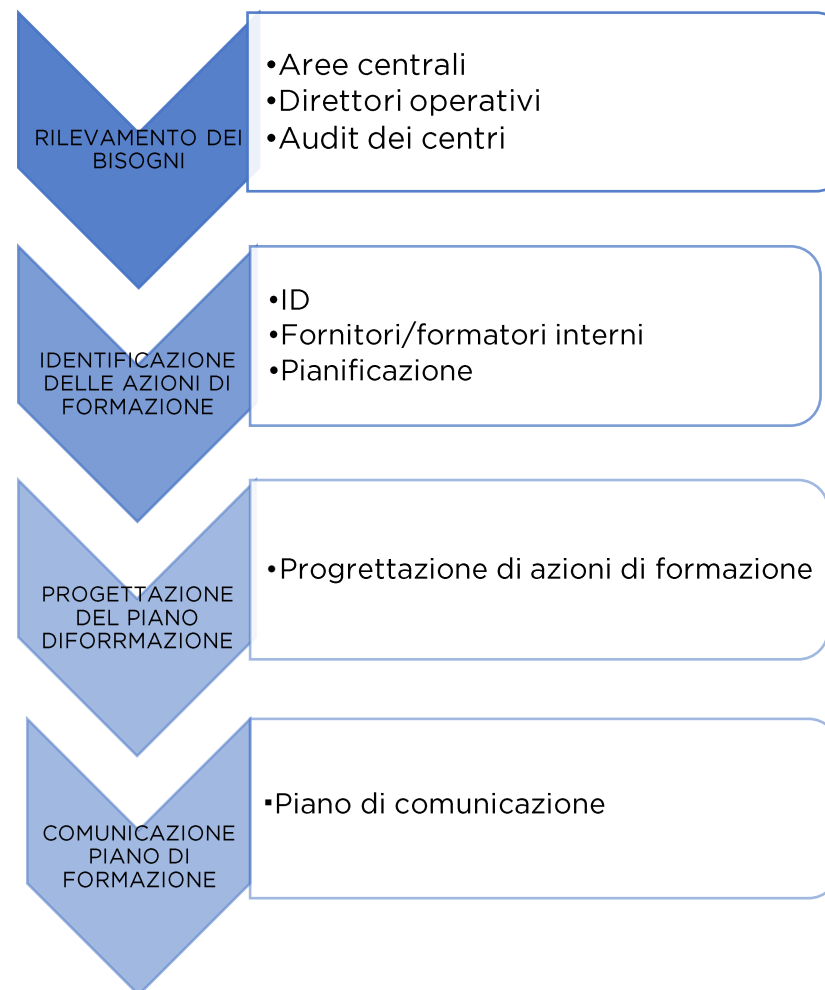 RILEVAMENTO DEI
BISOGNI
•Aree centrali
•Direttori operativi
•Audit dei centri
IDENTIFICAZIONE
DELLE AZIONI DI
FORMAZIONE
•ID
•Fornitori/formatori interni
•Pianificazione
PROGETTAZIONE
DEL PIANO
DIFORRMAZIONE
•Progrettazione di azioni di formazione
COMUNICAZIONE
PIANO DI
FORMAZIONE
▪Piano di comunicazione